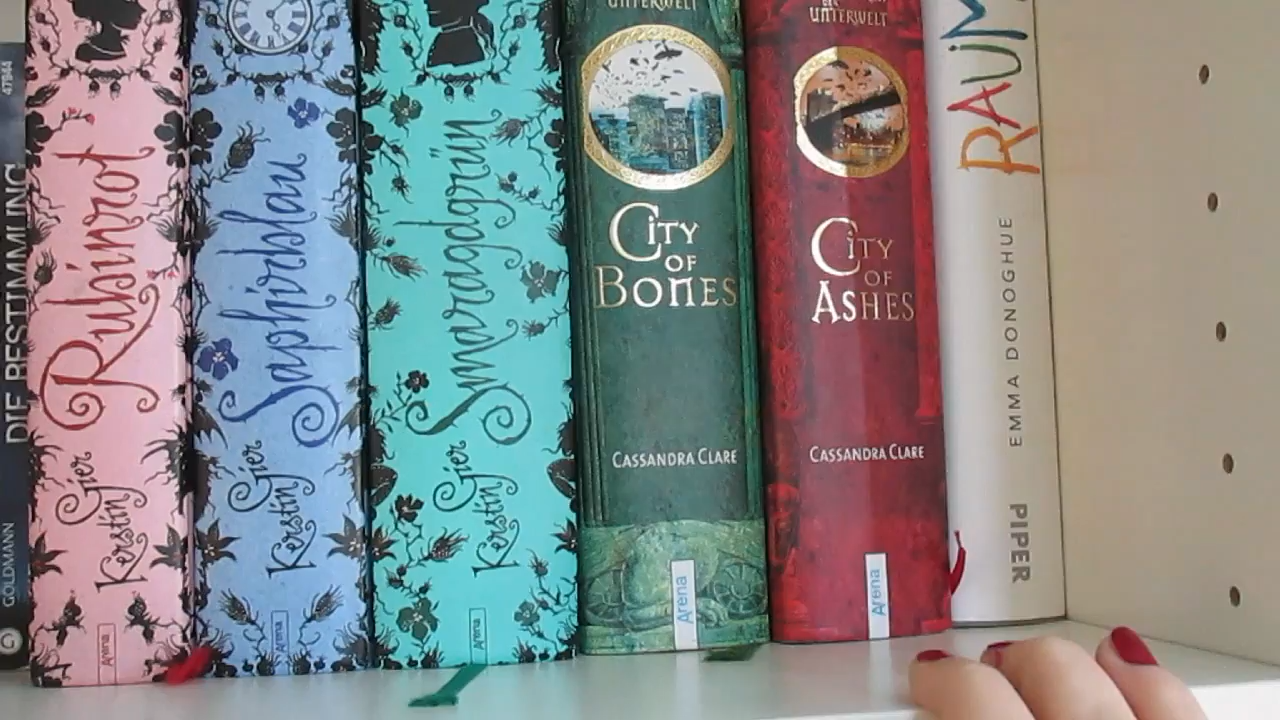 47944
DIE BESTIMMUNG
GOLDMANN
Rubinrot
Kerstin Gier
Arena
Saphirblau
Kerstin Gier
Arena
Smaragdgrün
Kerstin Gier
Arena
UNTERWELT
CITY
OF
BONES
CASSANDRA CLARE
Arena
UNTERWELT
CITY
OF
ASHES
CASSANDRA CLARE
Arena
RAUM
EMMA DONOGHUE
PIPER